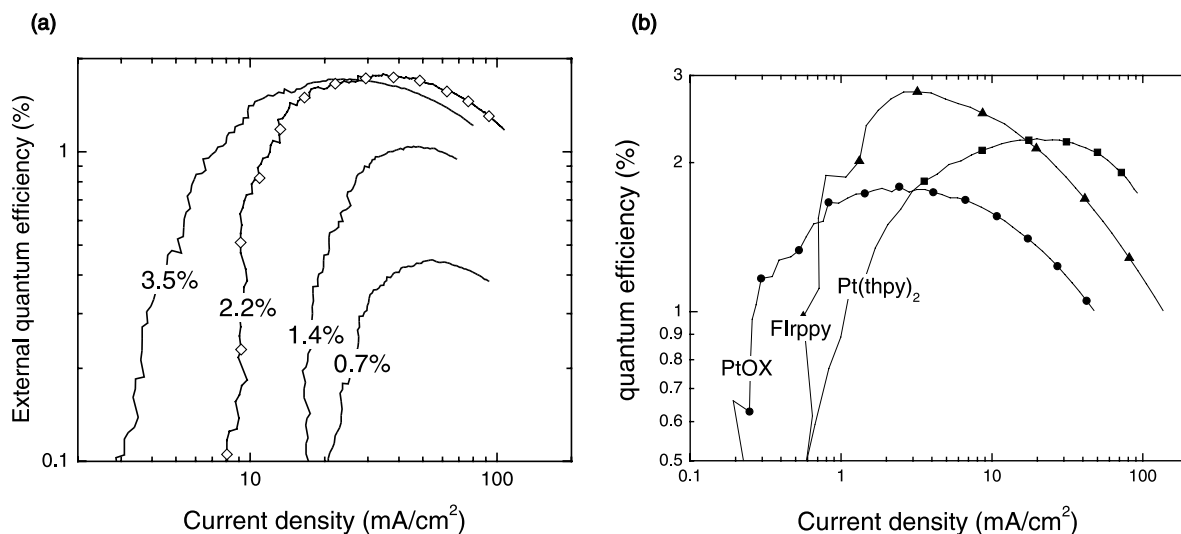 (a)
External quantum efficiency (%)
1
0.1
3.5%
2.2%
1.4%
0.7%
10
100
Current density (mA/cm²)
(b)
quantum efficiency (%)
3
2
1
0.9
0.8
0.7
0.6
0.5
Pt(thpy)₂
FIrppy
PtOX
0.1
1
10
100
Current density (mA/cm²)